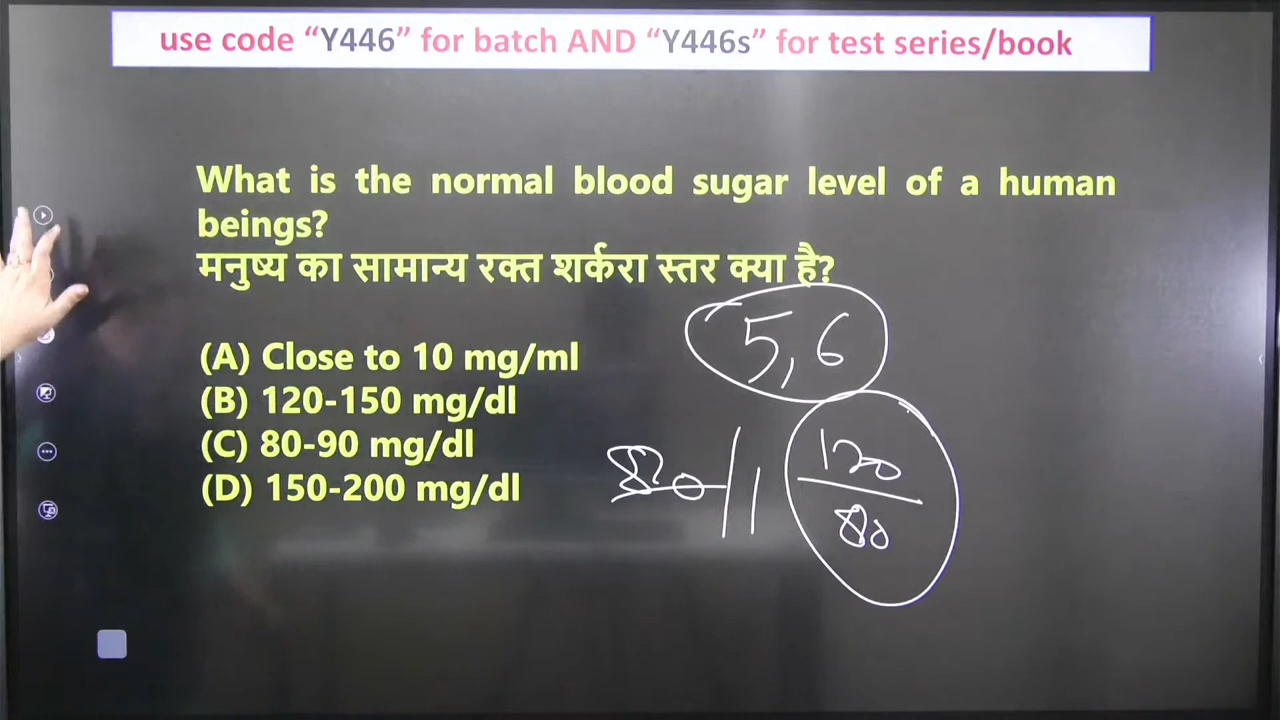 use code “Y446” for batch AND “Y446s” for test series/book
What is the normal blood sugar level of a human
beings?
मनुष्य का सामान्य रक्त शर्करा स्तर क्या है?
5,6
(A) Close to 10 mg/ml
(B) 120-150 mg/dl
(C) 80-90 mg/dl
(D) 150-200 mg/dl
120
80